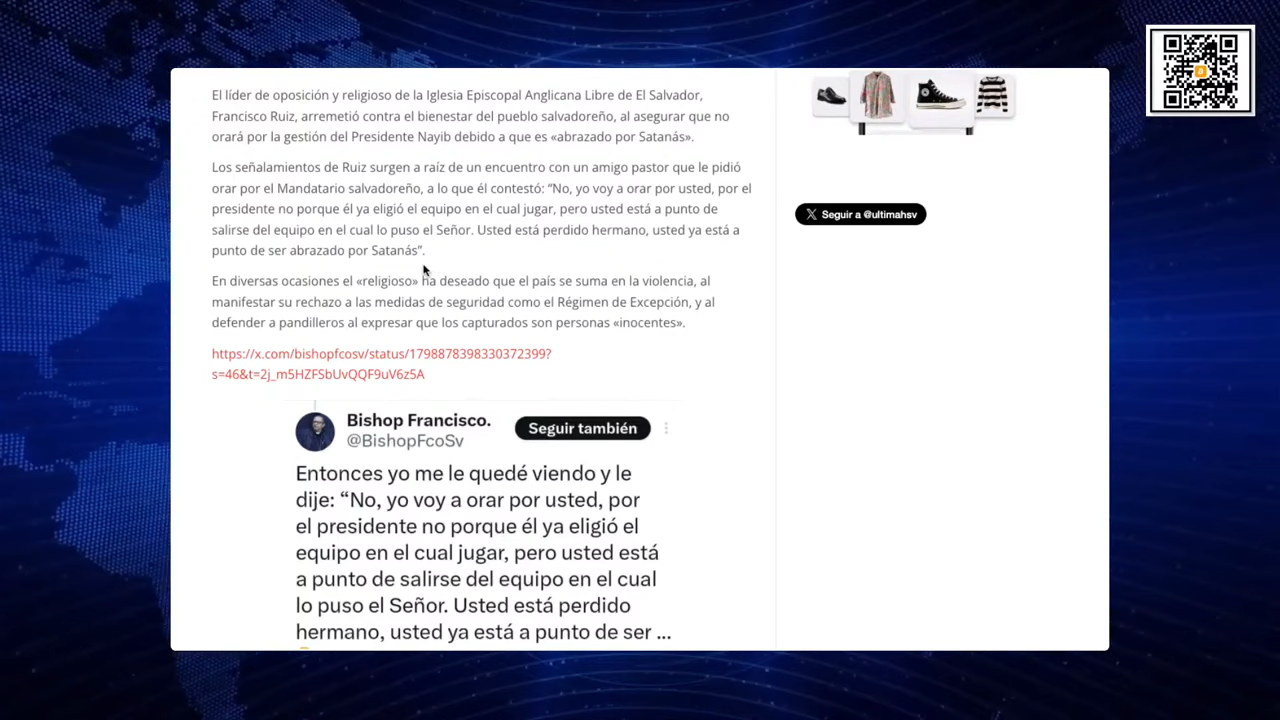 El líder de oposición y religioso de la Iglesia Episcopal Anglicana Libre de El Salvador,
Francisco Ruiz, arremetió contra el bienestar del pueblo salvadoreño, al asegurar que no
orará por la gestión del Presidente Nayib debido a que es «abrazado por Satanás».
Los señalamientos de Ruiz surgen a raíz de un encuentro con un amigo pastor que le pidió
orar por el Mandatario salvadoreño, a lo que él contestó: “No, yo voy a orar por usted, por el
presidente no porque él ya eligió el equipo en el cual jugar, pero usted está a punto de
salirse del equipo en el cual lo puso el Señor. Usted está perdido hermano, usted ya está a
punto de ser abrazado por Satanás”.
En diversas ocasiones el «religioso» ha deseado que el país se suma en la violencia, al
manifestar su rechazo a las medidas de seguridad como el Régimen de Excepción, y al
defender a pandilleros al expresar que los capturados son personas «inocentes».
https://x.com/bishopfcosv/status/1798878398330372399?
s=46&t=2j_m5HZFSbUvQQF9uV6z5A
Bishop Francisco.
@BishopFcoSv
Seguir también
Entonces yo me le quedé viendo y le
dije: “No, yo voy a orar por usted, por
el presidente no porque él ya eligió el
equipo en el cual jugar, pero usted está
a punto de salirse del equipo en el cual
lo puso el Señor. Usted está perdido
hermano, usted ya está a punto de ser ...
Seguir a @ultimahsv